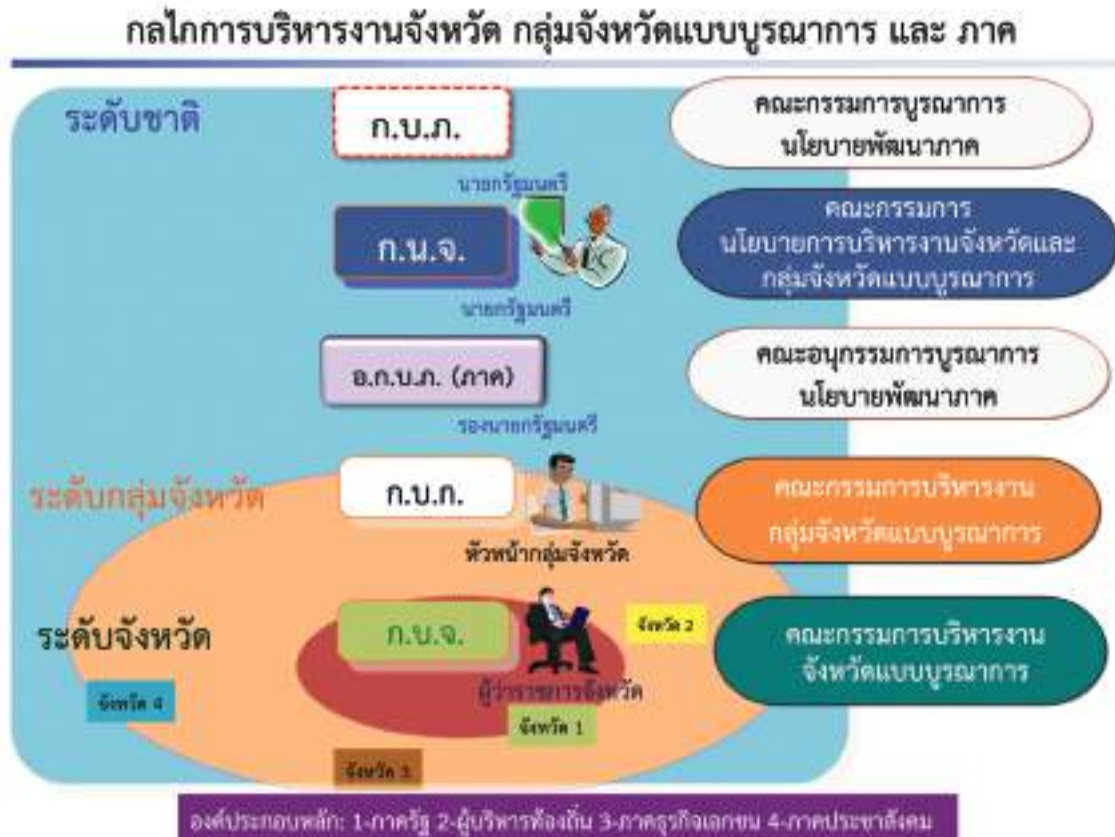 กลไกการบริหารงานจังหวัด กลุ่มจังหวัดแบบบูรณาการ และ ภาค
ระดับชาติ
ก.บ.ภ.
คณะกรรมการบูรณาการ
นโยบายพัฒนาภาค
นายกรัฐมนตรี
ก.น.จ.
คณะกรรมการ
นโยบายการบริหารงานจังหวัดและ
กลุ่มจังหวัดแบบบูรณาการ
นายกรัฐมนตรี
อ.ก.บ.ภ. (ภาค)
คณะอนุกรรมการบูรณาการ
นโยบายพัฒนาภาค
รองนายกรัฐมนตรี
ระดับกลุ่มจังหวัด
ก.บ.ก.
คณะกรรมการบริหารงาน
กลุ่มจังหวัดแบบบูรณาการ
หัวหน้ากลุ่มจังหวัด
ระดับจังหวัด
ก.บ.จ.
จังหวัด 2
คณะกรรมการบริหารงาน
จังหวัดแบบบูรณาการ
ผู้ว่าราชการจังหวัด
จังหวัด 4
จังหวัด 1
จังหวัด 3
องค์ประกอบหลัก: 1-ภาครัฐ 2-ผู้บริหารท้องถิ่น 3-ภาคธุรกิจเอกชน 4-ภาคประชาสังคม